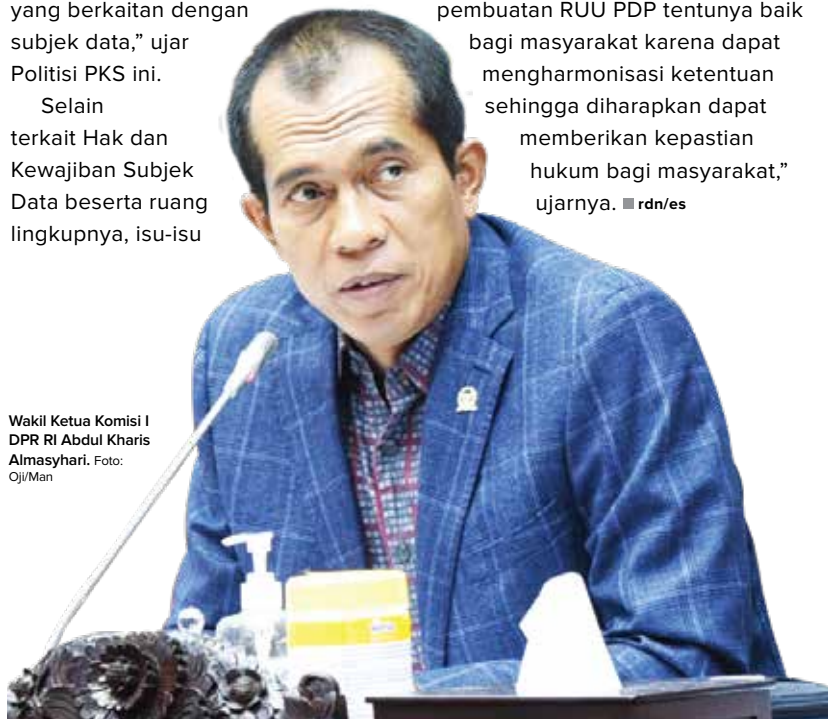 yang berkaitan dengan
subjek data,” ujar
Politisi PKS ini.
Selain
terkait Hak dan
Kewajiban Subjek
Data beserta ruang
lingkupnya, isu-isu
pembuatan RUU PDP tentunya baik
bagi masyarakat karena dapat
mengharmonisasi ketentuan
sehingga diharapkan dapat
memberikan kepastian
hukum bagi masyarakat,”
ujarnya. ■ rdn/es
Wakil Ketua Komisi I
DPR RI Abdul Kharis
Almasyhari. Foto:
Oji/Man